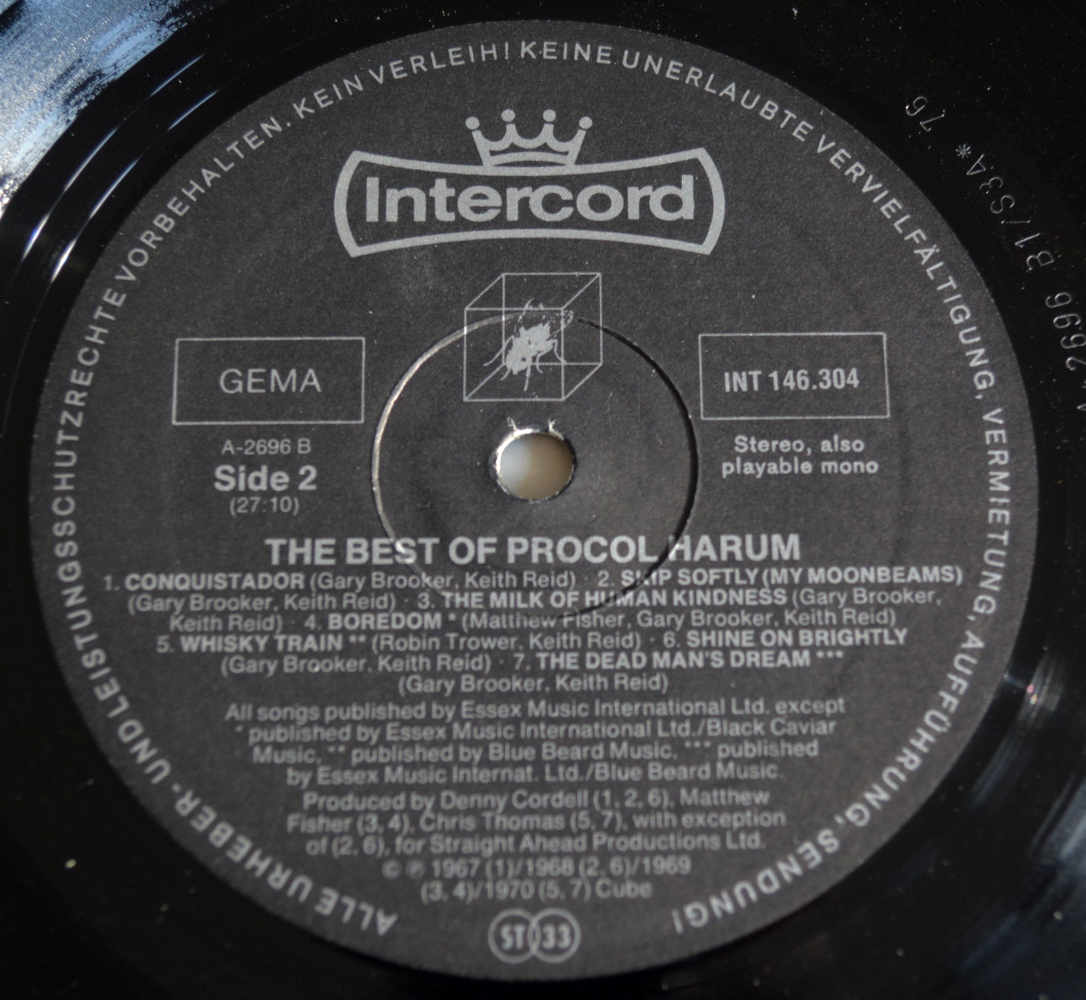 ALLE URHEBER- UND LEISTUNGSSCHUTZRECHTE VORBEHALTEN. KEIN VERLEIH! KEINE UNERLAUBTE VERVIELFÄLTIGUNG, VERMIETUNG, AUFFÜHRUNG, SENDUNG!
Intercord
GEMA
INT 146.304
A-2696 B
Side 2
(27:10)
Stereo, also
playable mono
THE BEST OF PROCOL HARUM
1. CONQUISTADOR (Gary Brooker, Keith Reid) · 2. SKIP SOFTLY (MY MOONBEAMS)
(Gary Brooker, Keith Reid) · 3. THE MILK OF HUMAN KINDNESS (Gary Brooker,
Keith Reid) · 4. BOREDOM * (Matthew Fisher, Gary Brooker, Keith Reid)
5. WHISKY TRAIN ** (Robin Trower, Keith Reid) · 6. SHINE ON BRIGHTLY
(Gary Brooker, Keith Reid) · 7. THE DEAD MAN'S DREAM ***
(Gary Brooker, Keith Reid)
All songs published by Essex Music International Ltd. except
* published by Essex Music International Ltd./Black Caviar
Music, ** published by Blue Beard Music, *** published
by Essex Music Internat. Ltd./Blue Beard Music.
Produced by Denny Cordell (1, 2, 6), Matthew
Fisher (3, 4), Chris Thomas (5, 7), with exception
of (2, 6), for Straight Ahead Productions Ltd.
© ℗ 1967 (1)/1968 (2, 6)/1969
(3, 4)/1970 (5, 7) Cube
ST 33
2696 B1/S34* 76